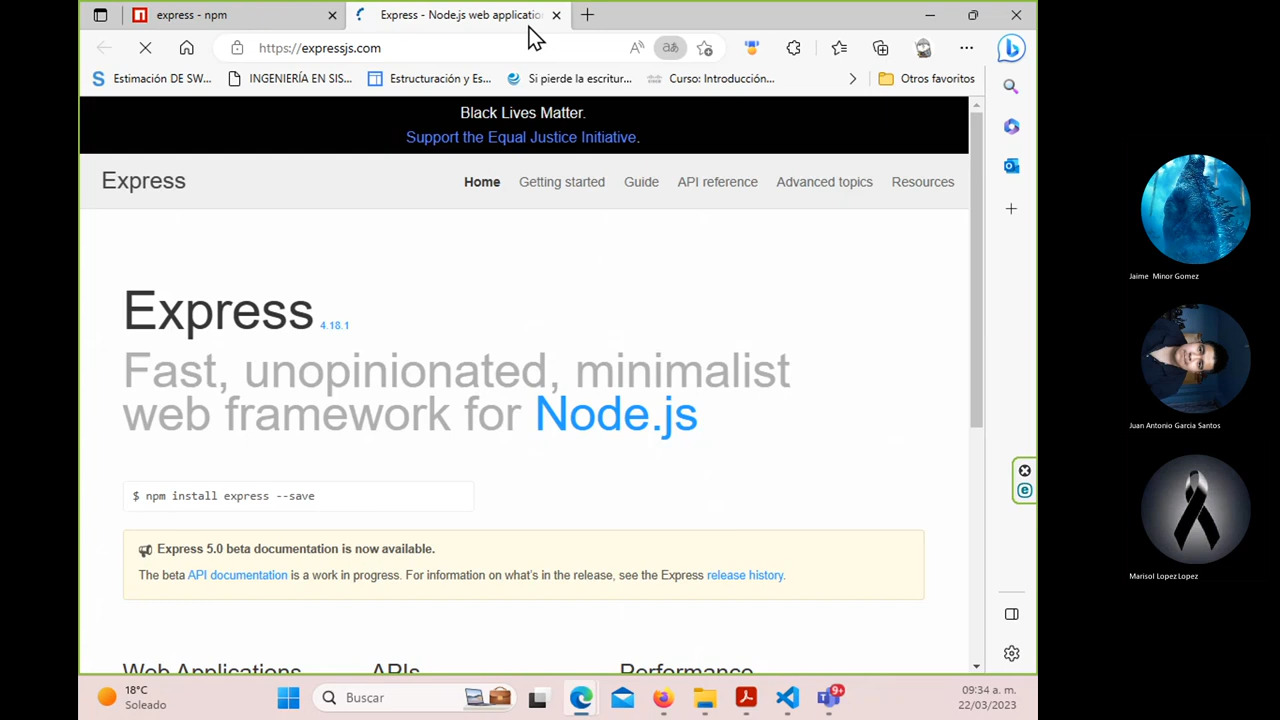 express - npm
Express - Node.js web applicatio
https://expressjs.com
Estimación DE SW...
INGENIERÍA EN SIS...
Estructuración y Es...
Si pierde la escritur...
Curso: Introducción...
Otros favoritos
Black Lives Matter.
Support the Equal Justice Initiative.
Express
Home
Getting started
Guide
API reference
Advanced topics
Resources
Express 4.18.1
Fast, unopinionated, minimalist
web framework for Node.js
$ npm install express --save
Express 5.0 beta documentation is now available.
The beta API documentation is a work in progress. For information on what's in the release, see the Express release history.
Web Applications
APIs
Performance
Jaime Minor Gomez
Juan Antonio Garcia Santos
Marisol Lopez Lopez
18°C
Soleado
Buscar
9+
09:34 a. m.
22/03/2023